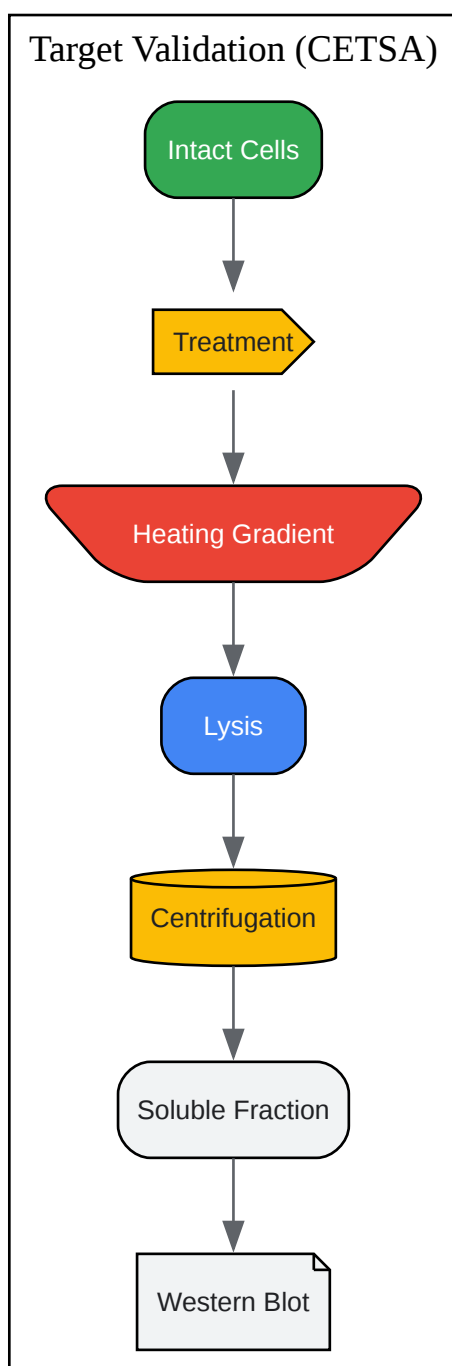 Target Validation (CETSA)
Intact Cells
Treatment
Heating Gradient
Lysis
Centrifugation
Soluble Fraction
Western Blot